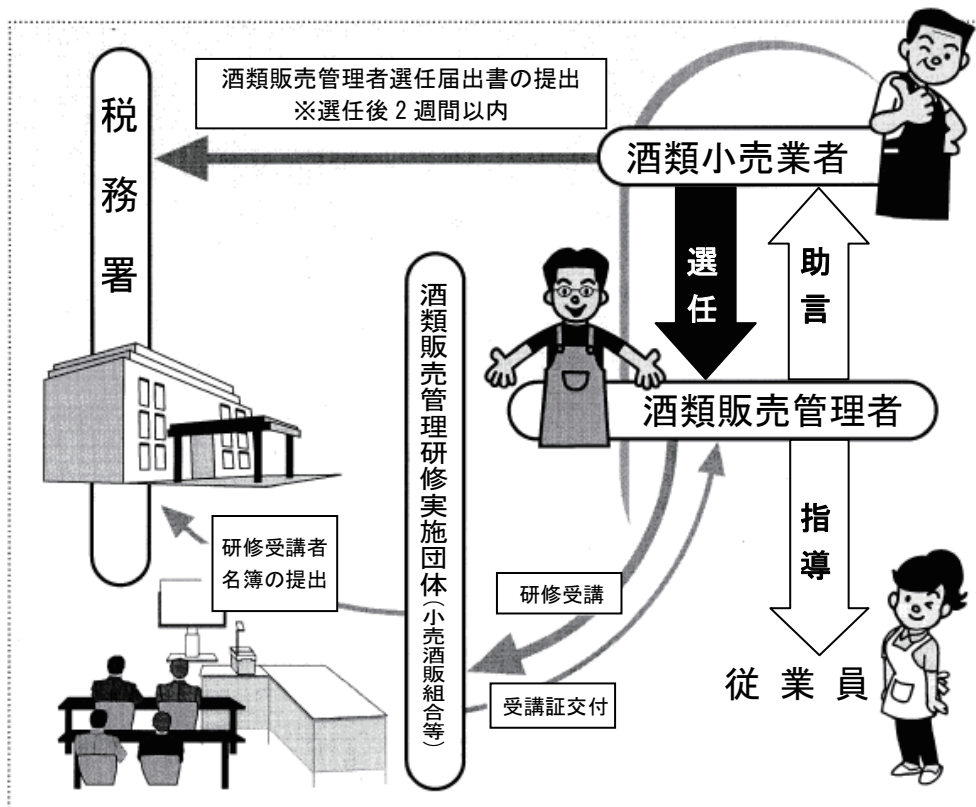 酒類販売管理者選任届出書の提出
※選任後2週間以内
税務署
酒類小売業者
選任
助言
酒類販売管理者
酒類販売管理研修実施団体(小売酒販組合等)
指導
研修受講者
名簿の提出
研修受講
受講証交付
従業員